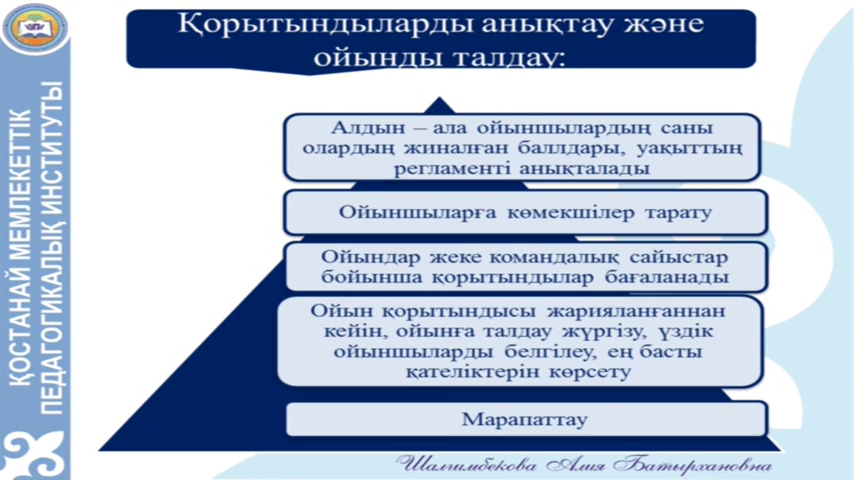 Қорытындыларды анықтау және
ойынды талдау:
ҚОСТАНАЙ МЕМЛЕКЕТТІК
ПЕДАГОГИКАЛЫҚ ИНСТИТУТЫ
Алдын – ала ойыншылардың саны
олардың жиналған баллдары, уақыттың
регламенті анықталады
Ойыншыларға көмекшілер тарату
Ойындар жеке командалық сайыстар
бойынша қорытындылар бағаланады
Ойын қорытындысы жарияланғаннан
кейін, ойынға талдау жүргізу, үздік
ойыншыларды белгілеу, ең басты
қателіктерін көрсету
Марапаттау
Шалгимбекова Алия Батырхановна